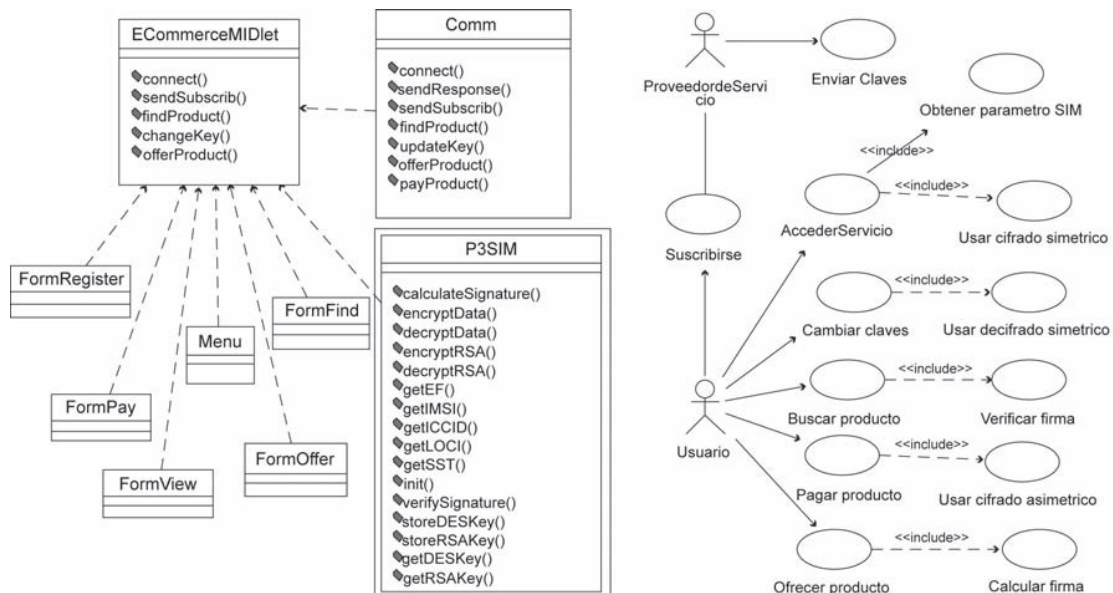 ECommerceMIDlet
connect()
sendSubscrib()
findProduct()
changeKey()
offerProduct()
Comm
connect()
sendResponse()
sendSubscrib()
findProduct()
updateKey()
offerProduct()
payProduct()
P3SIM
calculateSignature()
encryptData()
decryptData()
encryptRSA()
decryptRSA()
getEF()
getIMSI()
getICCID()
getLOCI()
getSST()
init()
verifySignature()
storeDESKey()
storeRSAKey()
getDESKey()
getRSAKey()
FormRegister
FormFind
Menu
FormPay
FormOffer
FormView
ProveedordeServi
cio
Enviar Claves
Obtener parametro SIM
<<include>>
<<include>>
AccederServicio
Usar cifrado simetrico
Suscribirse
<<include>>
Cambiar claves
Usar decifrado simetrico
<<include>>
Buscar producto
Verificar firma
Usuario
<<include>>
Pagar producto
Usar cifrado asimetrico
<<include>>
Ofrecer producto
Calcular firma